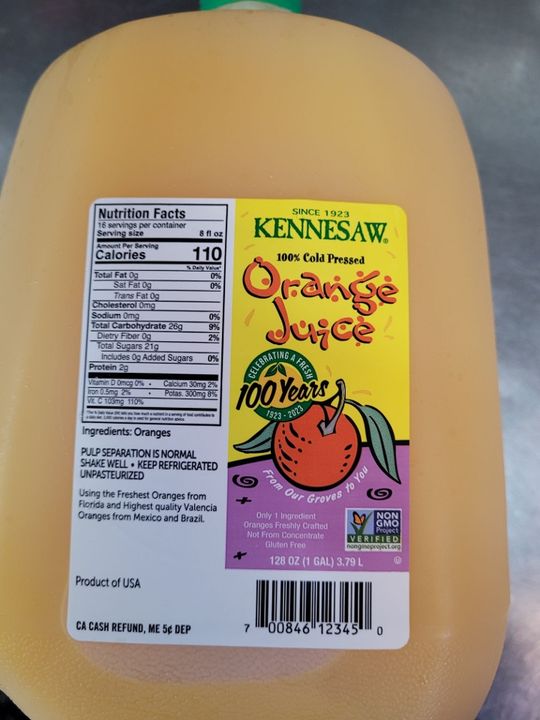 Nutrition Facts
16 servings per container
Serving size 8 fl oz
Amount Per Serving
Calories 110
% Daily Value*
Total Fat 0g 0%
Sat Fat 0g 0%
Trans Fat 0g
Cholesterol 0mg
Sodium 0mg 0%
Total Carbohydrate 26g 9%
Dietry Fiber 0g 2%
Total Sugars 21g
Includes 0g Added Sugars 0%
Protein 2g
Vitamin D 0mcg 0% • Calcium 30mg 2%
Iron 0.5mg 2% • Potas. 300mg 8%
Vit. C 103mg 110%
Ingredients: Oranges
PULP SEPARATION IS NORMAL
SHAKE WELL • KEEP REFRIGERATED
UNPASTEURIZED
Using the Freshest Oranges from
Florida and Highest quality Valencia
Oranges from Mexico and Brazil.
Product of USA
CA CASH REFUND, ME 5¢ DEP
SINCE 1923
KENNESAW®
100% Cold Pressed
Orange
Juice
CELEBRATING A FRESH
100 Years
1923 - 2023
From Our Groves to You
Only 1 Ingredient
Oranges Freshly Crafted
Not From Concentrate
Gluten Free
NON
GMO
Project
VERIFIED
nongmoproject.org
128 OZ (1 GAL) 3.79 L
7 00846 12345 0